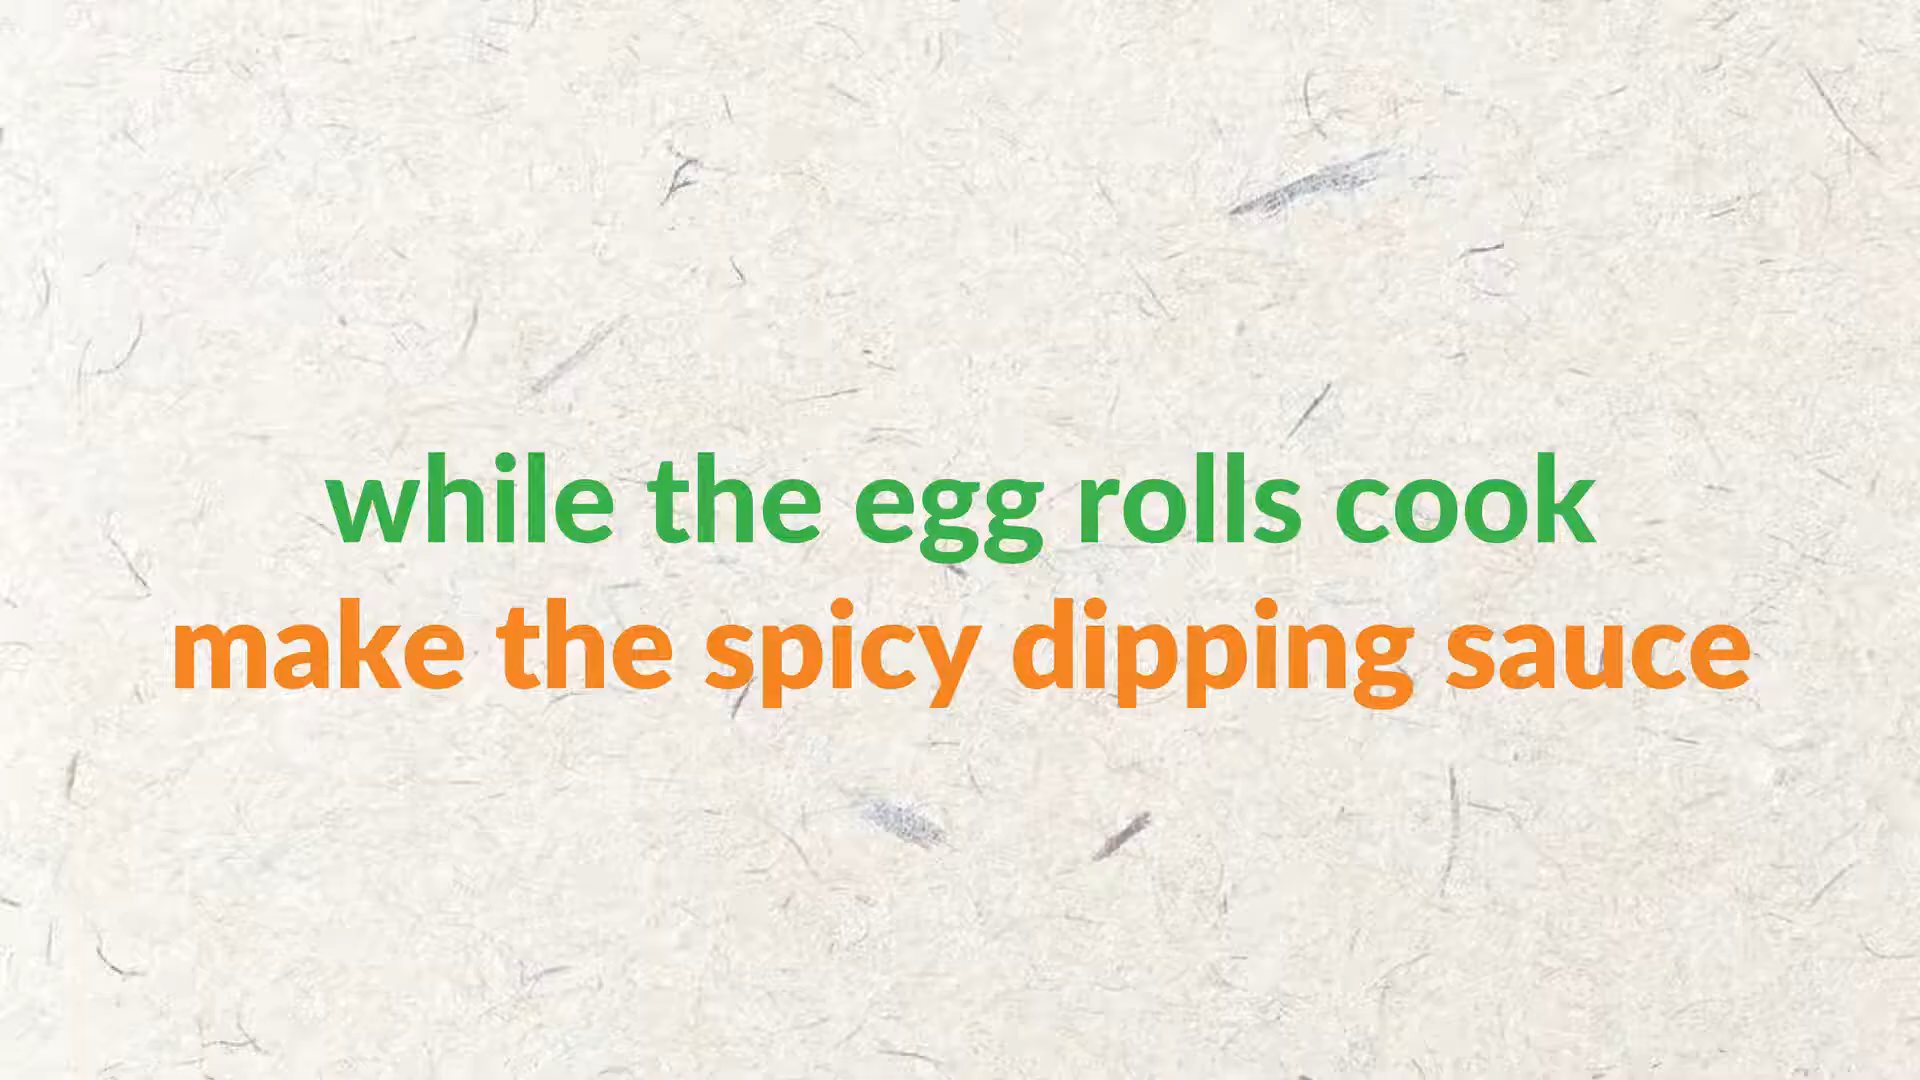 while the egg rolls cook
make the spicy dipping sauce